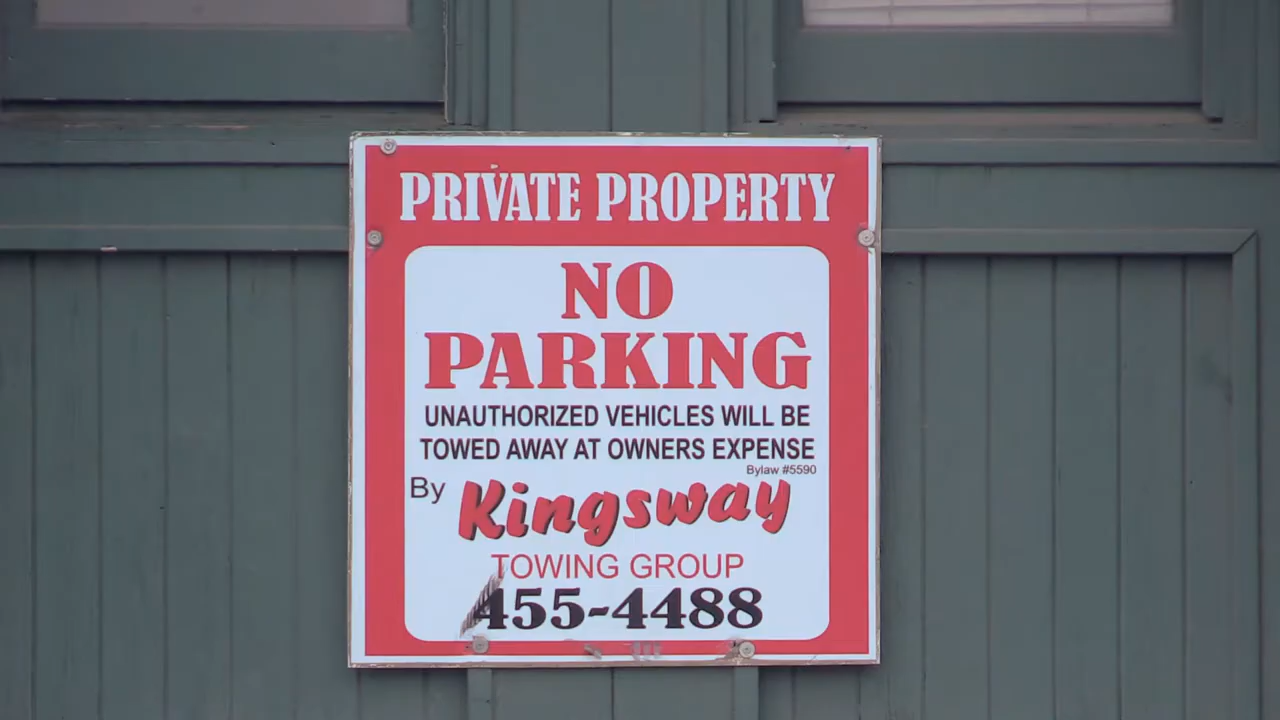 PRIVATE PROPERTY
NO
PARKING
UNAUTHORIZED VEHICLES WILL BE
TOWED AWAY AT OWNERS EXPENSE
Bylaw #5590
By Kingsway
TOWING GROUP
455-4488